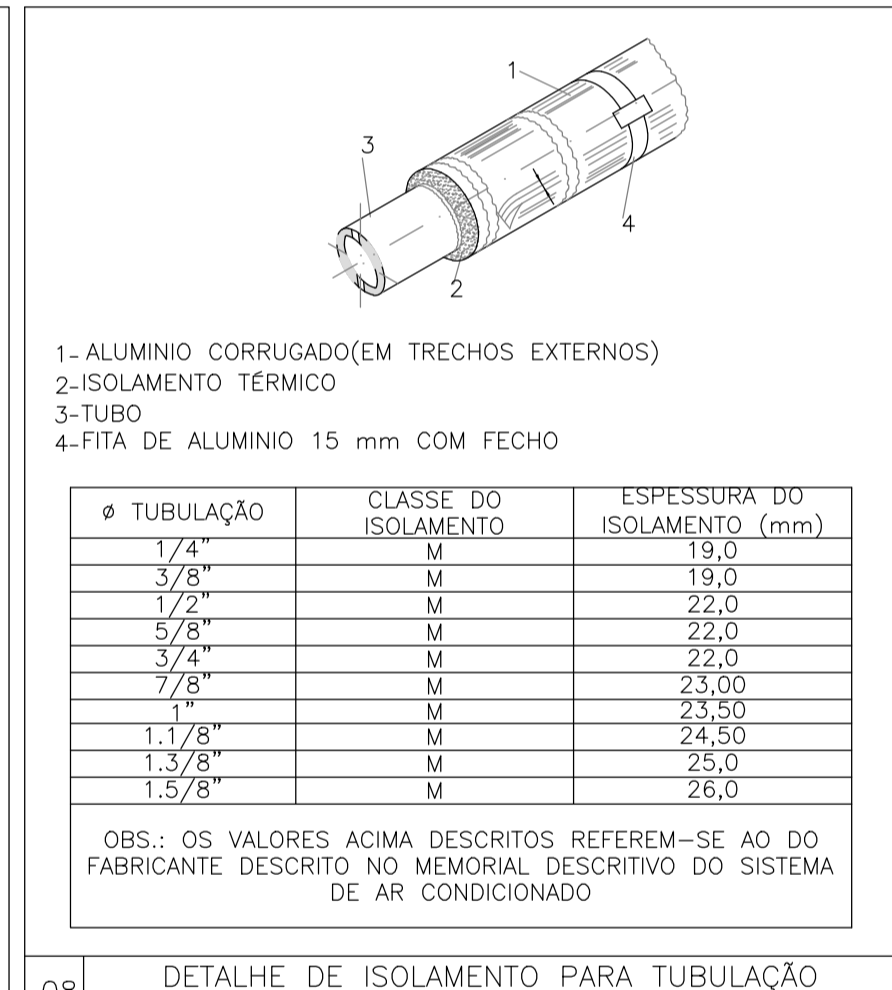 1
3
4
2
1- ALUMINIO CORRUGADO(EM TRECHOS EXTERNOS)
2-ISOLAMENTO TÉRMICO
3-TUBO
4-FITA DE ALUMINIO 15 mm COM FECHO
ø TUBULAÇÃO CLASSE DO ISOLAMENTO ESPESSURA DO ISOLAMENTO (mm)
1/4" M 19,0
3/8" M 19,0
1/2" M 22,0
5/8" M 22,0
3/4" M 22,0
7/8" M 23,00
1" M 23,50
1.1/8" M 24,50
1.3/8" M 25,0
1.5/8" M 26,0
OBS.: OS VALORES ACIMA DESCRITOS REFEREM-SE AO DO
FABRICANTE DESCRITO NO MEMORIAL DESCRITIVO DO SISTEMA
DE AR CONDICIONADO
08 DETALHE DE ISOLAMENTO PARA TUBULAÇÃO